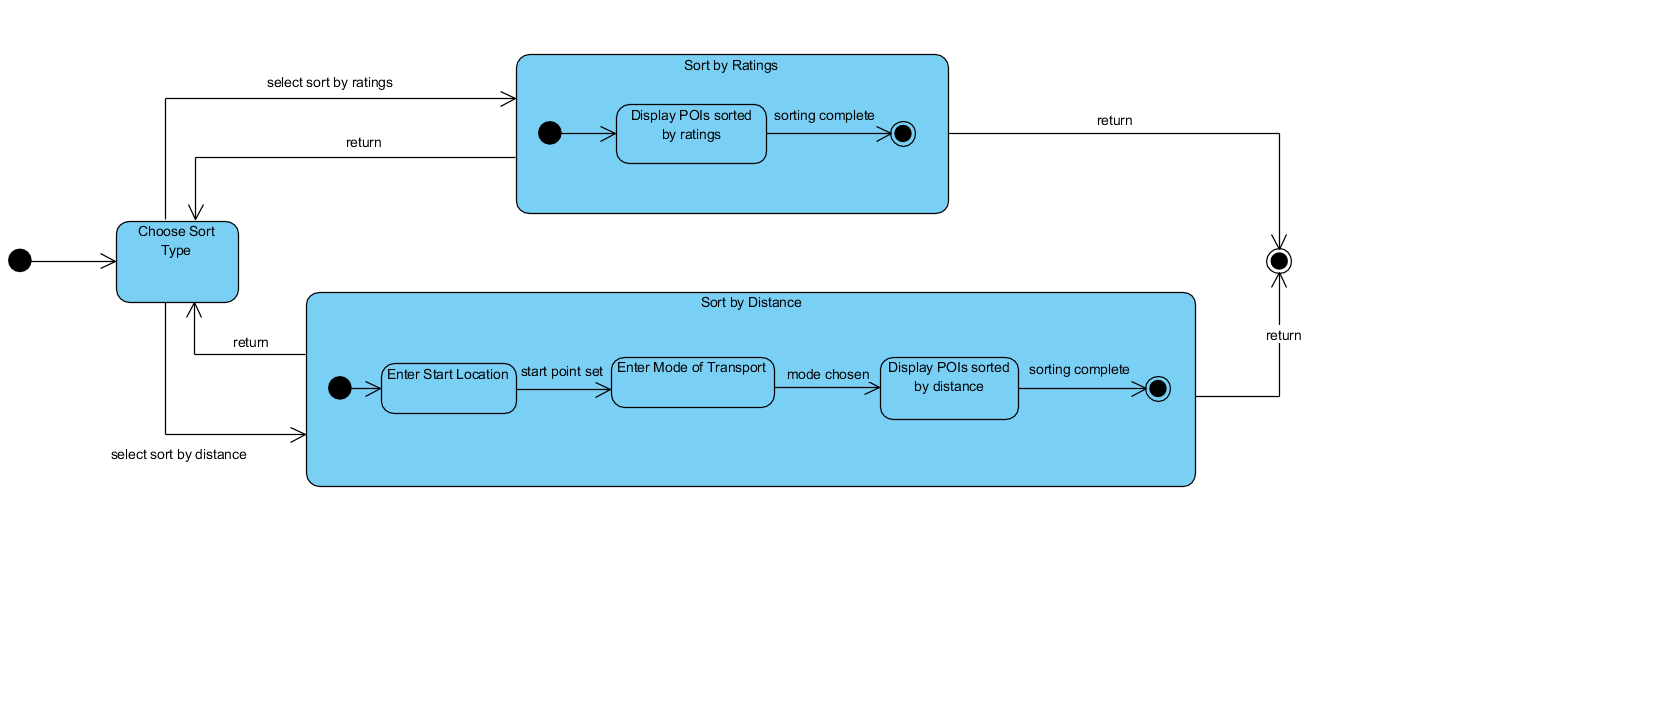 Sort by Ratings
select sort by ratings
Display POIs sorted
by ratings
sorting complete
return
return
Choose Sort
Type
Sort by Distance
return
return
Enter Start Location
start point set
Enter Mode of Transport
mode chosen
Display POIs sorted
by distance
sorting complete
select sort by distance